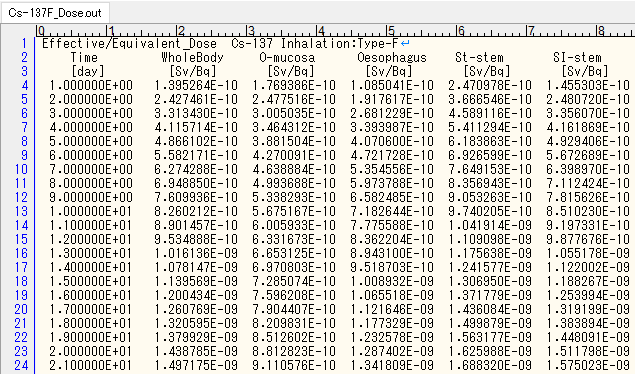 Cs-137F_Dose.out
0 1 2 3 4 5 6 7 8
1 Effective/Equivalent_Dose Cs-137 Inhalation:Type-F↵
2 Time WholeBody O-mucosa Oesophagus St-stem SI-stem
3 [day] [Sv/Bq] [Sv/Bq] [Sv/Bq] [Sv/Bq] [Sv/Bq]
4 1.000000E+00 1.395264E-10 1.769386E-10 1.085041E-10 2.470978E-10 1.455303E-10
5 2.000000E+00 2.427461E-10 2.477516E-10 1.917617E-10 3.666546E-10 2.480720E-10
6 3.000000E+00 3.313430E-10 3.005035E-10 2.681229E-10 4.589116E-10 3.356070E-10
7 4.000000E+00 4.115714E-10 3.464312E-10 3.393987E-10 5.411294E-10 4.161869E-10
8 5.000000E+00 4.866102E-10 3.881504E-10 4.070600E-10 6.183863E-10 4.929406E-10
9 6.000000E+00 5.582171E-10 4.270091E-10 4.721728E-10 6.926599E-10 5.672689E-10
10 7.000000E+00 6.274288E-10 4.638884E-10 5.354556E-10 7.649153E-10 6.398970E-10
11 8.000000E+00 6.948850E-10 4.993688E-10 5.973788E-10 8.356943E-10 7.112424E-10
12 9.000000E+00 7.609936E-10 5.338293E-10 6.582485E-10 9.053263E-10 7.815626E-10
13 1.000000E+01 8.260212E-10 5.675167E-10 7.182644E-10 9.740205E-10 8.510230E-10
14 1.100000E+01 8.901457E-10 6.005933E-10 7.775588E-10 1.041914E-09 9.197331E-10
15 1.200000E+01 9.534888E-10 6.331673E-10 8.362204E-10 1.109098E-09 9.877676E-10
16 1.300000E+01 1.016136E-09 6.653125E-10 8.943100E-10 1.175638E-09 1.055178E-09
17 1.400000E+01 1.078147E-09 6.970803E-10 9.518703E-10 1.241577E-09 1.122002E-09
18 1.500000E+01 1.139569E-09 7.285074E-10 1.008932E-09 1.306950E-09 1.188267E-09
19 1.600000E+01 1.200434E-09 7.596208E-10 1.065518E-09 1.371779E-09 1.253994E-09
20 1.700000E+01 1.260769E-09 7.904407E-10 1.121646E-09 1.436084E-09 1.319199E-09
21 1.800000E+01 1.320595E-09 8.209831E-10 1.177329E-09 1.499879E-09 1.383894E-09
22 1.900000E+01 1.379929E-09 8.512602E-10 1.232578E-09 1.563177E-09 1.448091E-09
23 2.000000E+01 1.438785E-09 8.812823E-10 1.287402E-09 1.625988E-09 1.511798E-09
24 2.100000E+01 1.497175E-09 9.110576E-10 1.341809E-09 1.688320E-09 1.575023E-09